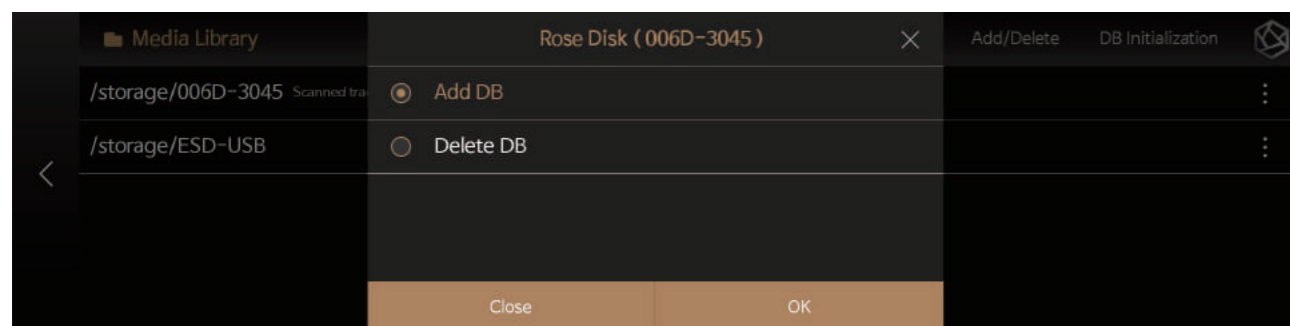 Media Library
Rose Disk ( 006D-3045 )
Add/Delete
DB Initialization
/storage/006D-3045 Scanned
Add DB
/storage/ESD-USB
Delete DB
Close
OK